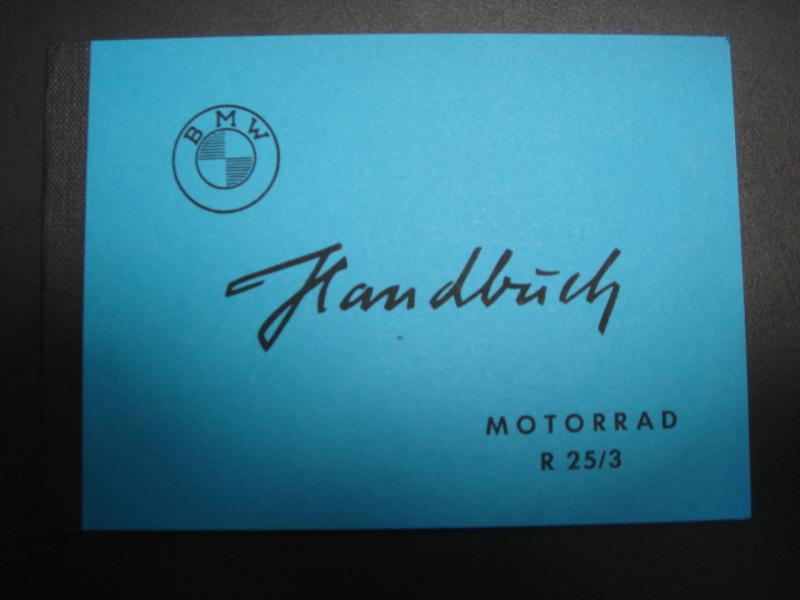 BMW
Handbuch
MOTORRAD
R 25/3